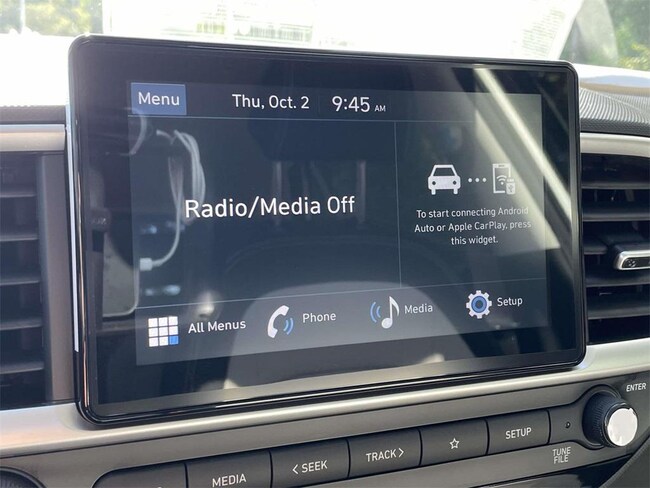 Menu
Thu, Oct. 2
9:45 AM
Radio/Media Off
To start connecting Android
Auto or Apple CarPlay, press
this widget.
All Menus
Phone
Media
Setup
ENTER
MEDIA
< SEEK
TRACK >
☆
SETUP
TUNE
FILE